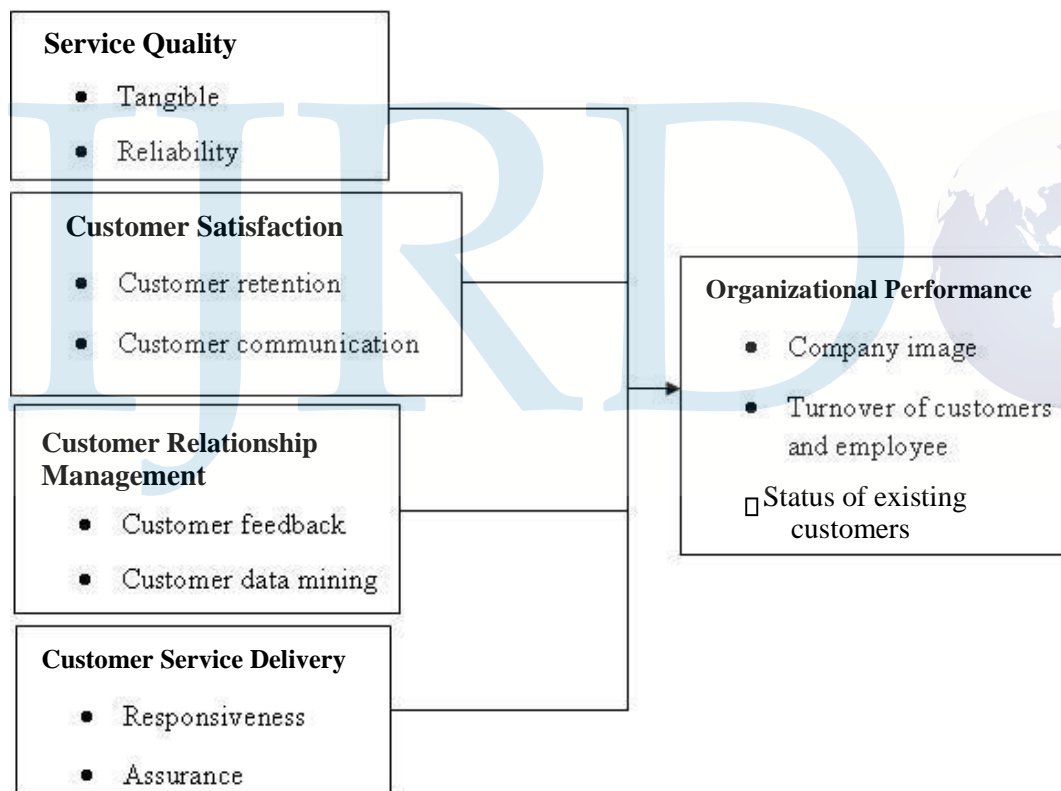 Service Quality
• Tangible
• Reliability
Customer Satisfaction
• Customer retention
• Customer communication
Customer Relationship
Management
• Customer feedback
• Customer data mining
Customer Service Delivery
• Responsiveness
• Assurance
Organizational Performance
• Company image
• Turnover of customers
and employee
▯ Status of existing
customers
IJRD